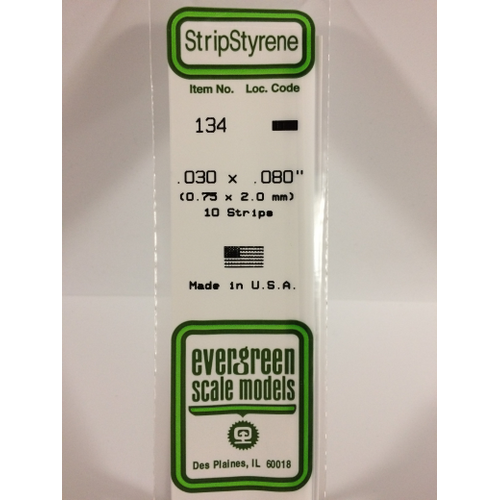 StripStyrene
Item No. Loc. Code
134
.030 x .080"
(0.75 x 2.0 mm)
10 Strips
Made in U.S.A.
evergreen
scale models
Des Plaines, IL 60018